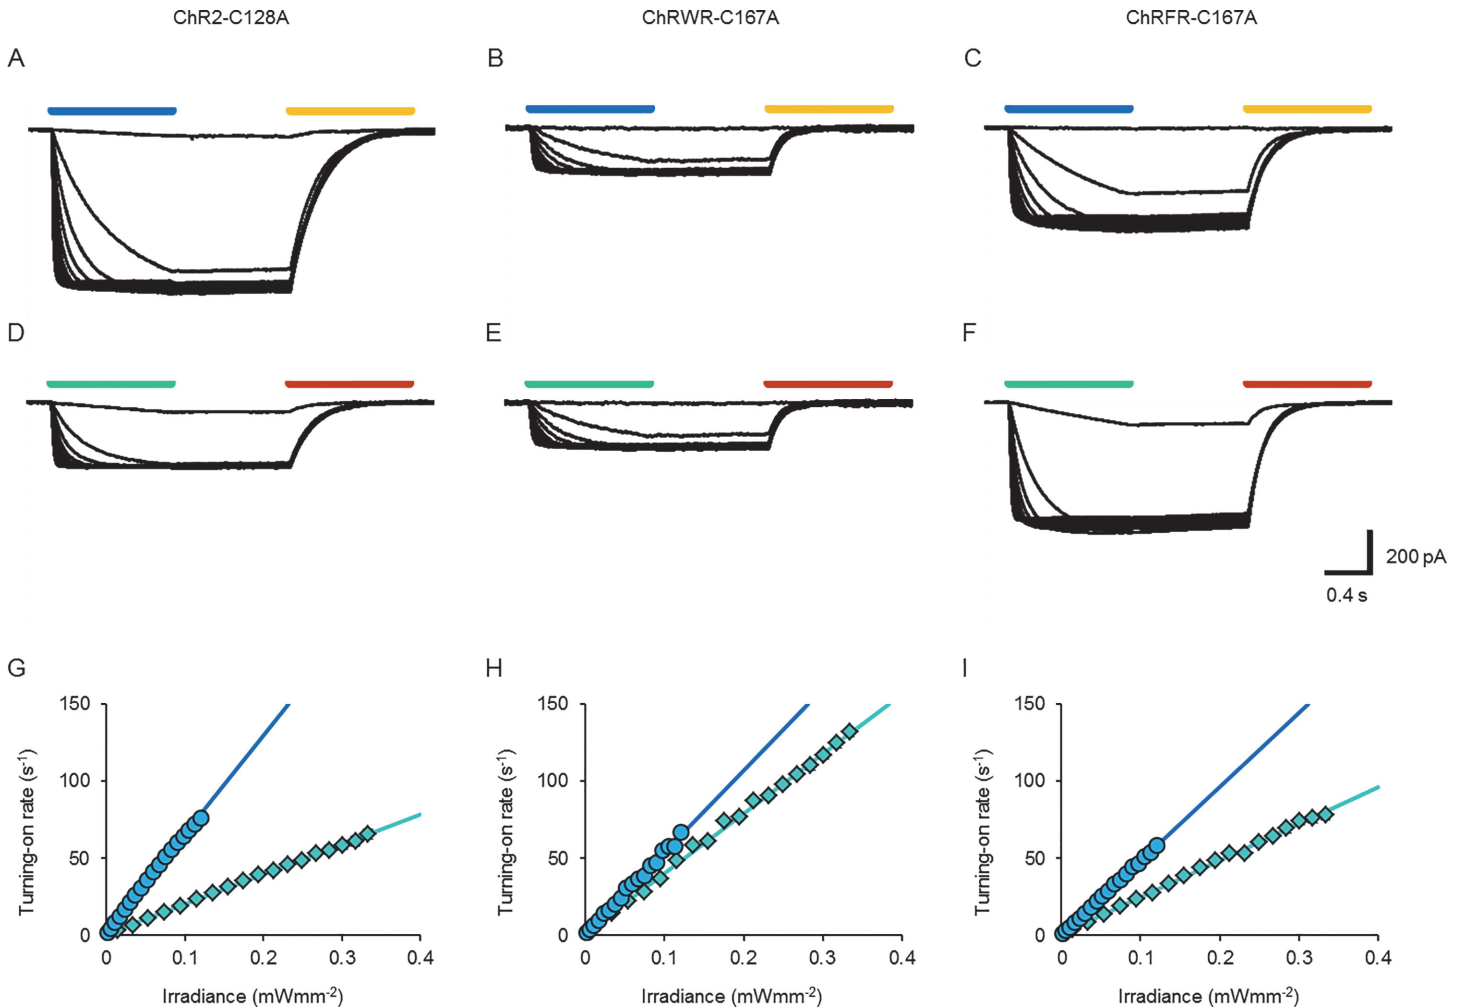 ChR2-C128A
ChRWR-C167A
ChRFR-C167A
A
B
C
D
E
F
200 pA
0.4 s
G
H
I
150
100
50
0
Turning-on rate (s⁻¹)
0
0.1
0.2
0.3
0.4
Irradiance (mWmm⁻²)
150
100
50
0
Turning-on rate (s⁻¹)
0
0.1
0.2
0.3
0.4
Irradiance (mWmm⁻²)
150
100
50
0
Turning-on rate (s⁻¹)
0
0.1
0.2
0.3
0.4
Irradiance (mWmm⁻²)